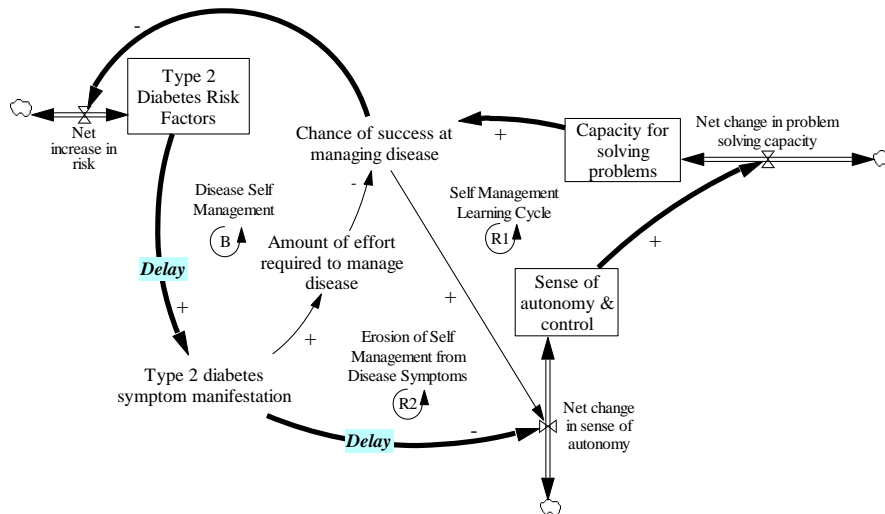 -
Type 2
Diabetes Risk
Factors
Net
increase in
risk
Chance of success at
managing disease
+
Capacity for
solving
problems
Net change in problem
solving capacity
Disease Self
Management
B
-
Self Management
Learning Cycle
R1
Amount of effort
required to manage
disease
+
Delay
+
+
Sense of
autonomy &
control
+
Erosion of Self
Management from
Disease Symptoms
R2
Type 2 diabetes
symptom manifestation
Delay
-
Net change
in sense of
autonomy